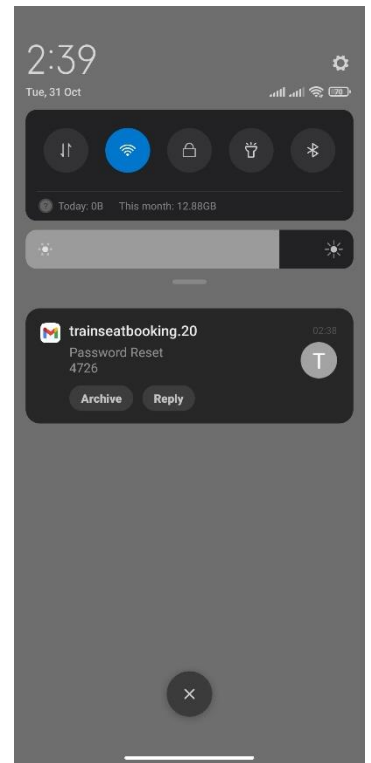 2:39
Tue, 31 Oct
78
Today: 0B This month: 12.88GB
trainseatbooking.20 02:38
Password Reset
T
4726
Archive Reply